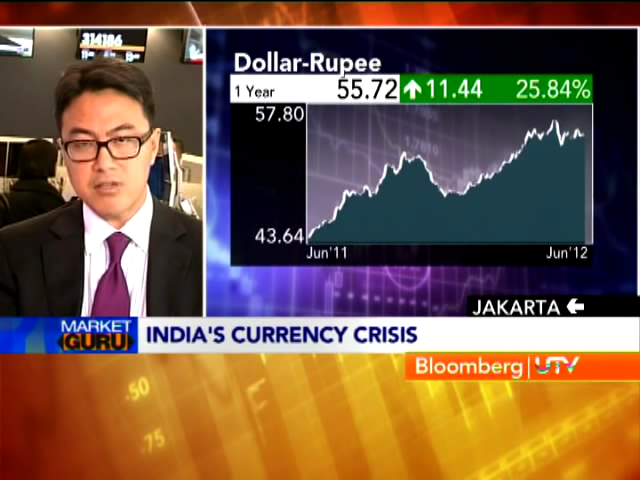 314186
Dollar-Rupee
1 Year 55.72 11.44 25.84%
57.80
43.64
Jun'11 Jun'12
JAKARTA
MARKET
GURU
INDIA'S CURRENCY CRISIS
Bloomberg UTV
.50
.75